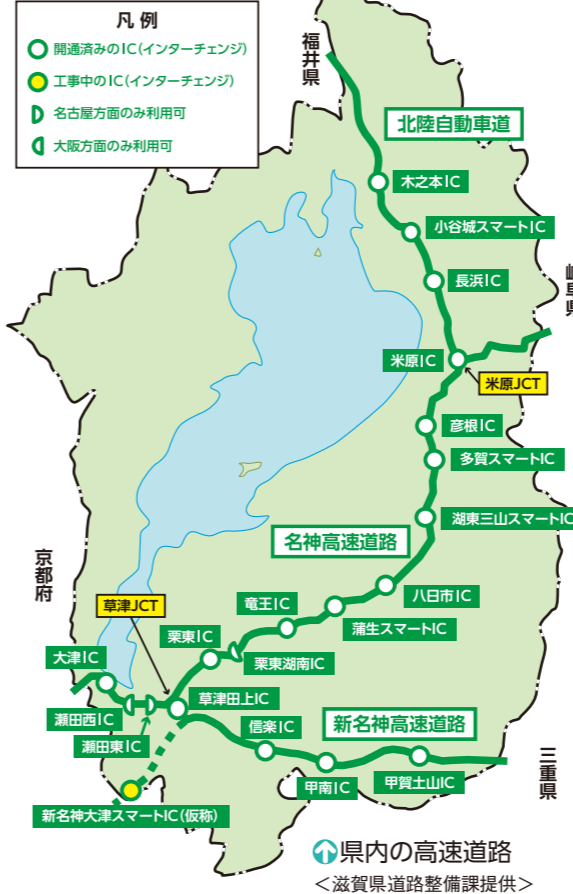 凡例
開通済みのIC(インターチェンジ)
工事中のIC(インターチェンジ)
名古屋方面のみ利用可
大阪方面のみ利用可
福井県
北陸自動車道
木之本IC
小谷城スマートIC
長浜IC
岐阜県
米原IC
米原JCT
彦根IC
多賀スマートIC
湖東三山スマートIC
名神高速道路
京都府
八日市IC
草津JCT
竜王IC
蒲生スマートIC
栗東IC
大津IC
栗東湖南IC
草津田上IC
瀬田西IC
信楽IC
新名神高速道路
瀬田東IC
三重県
甲南IC
甲賀土山IC
新名神大津スマートIC(仮称)
県内の高速道路
<滋賀県道路整備課提供>